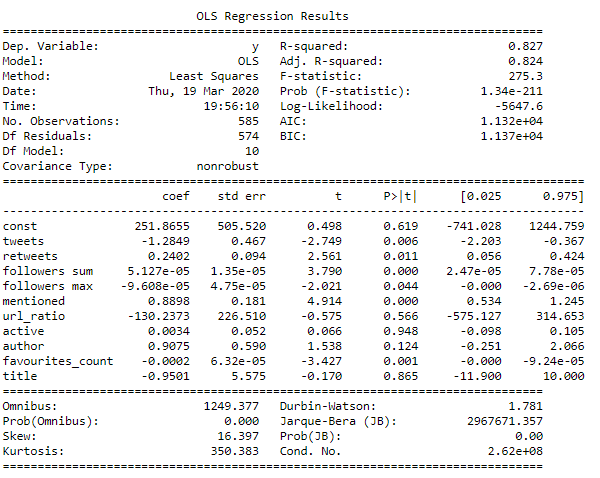 OLS Regression Results
==============================================================================
Dep. Variable: y R-squared: 0.827
Model: OLS Adj. R-squared: 0.824
Method: Least Squares F-statistic: 275.3
Date: Thu, 19 Mar 2020 Prob (F-statistic): 1.34e-211
Time: 19:56:10 Log-Likelihood: -5647.6
No. Observations: 585 AIC: 1.132e+04
Df Residuals: 574 BIC: 1.137e+04
Df Model: 10
Covariance Type: nonrobust
====================================================================================
coef std err t P>|t| [0.025 0.975]
------------------------------------------------------------------------------------
const 251.8655 505.520 0.498 0.619 -741.028 1244.759
tweets -1.2849 0.467 -2.749 0.006 -2.203 -0.367
retweets 0.2402 0.094 2.561 0.011 0.056 0.424
followers sum 5.127e-05 1.35e-05 3.790 0.000 2.47e-05 7.78e-05
followers max -9.608e-05 4.75e-05 -2.021 0.044 -0.000 -2.69e-06
mentioned 0.8898 0.181 4.914 0.000 0.534 1.245
url_ratio -130.2373 226.510 -0.575 0.566 -575.127 314.653
active 0.0034 0.052 0.066 0.948 -0.098 0.105
author 0.9075 0.590 1.538 0.124 -0.251 2.066
favourites_count -0.0002 6.32e-05 -3.427 0.001 -0.000 -9.24e-05
title -0.9501 5.575 -0.170 0.865 -11.900 10.000
==============================================================================
Omnibus: 1249.377 Durbin-Watson: 1.781
Prob(Omnibus): 0.000 Jarque-Bera (JB): 2967671.357
Skew: 16.397 Prob(JB): 0.00
Kurtosis: 350.383 Cond. No. 2.62e+08
==============================================================================